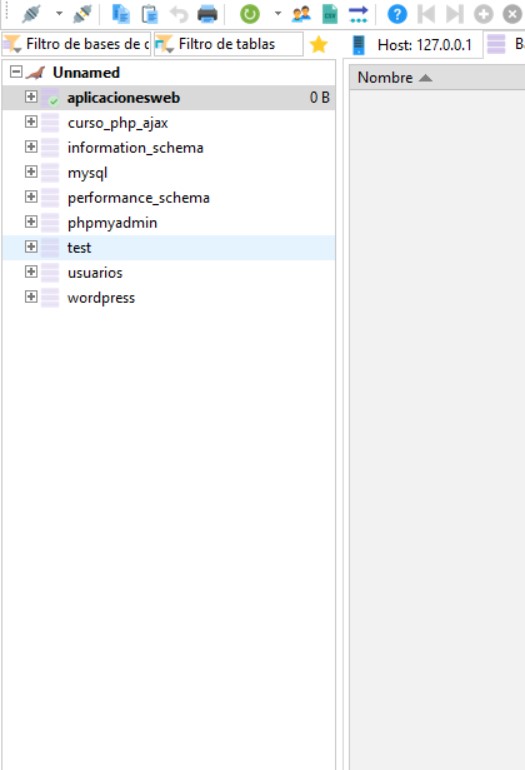 Filtro de bases de Filtro de tablas Host: 127.0.0.1
Unnamed Nombre
aplicacionesweb 0 B
curso_php_ajax
information_schema
mysql
performance_schema
phpmyadmin
test
usuarios
wordpress